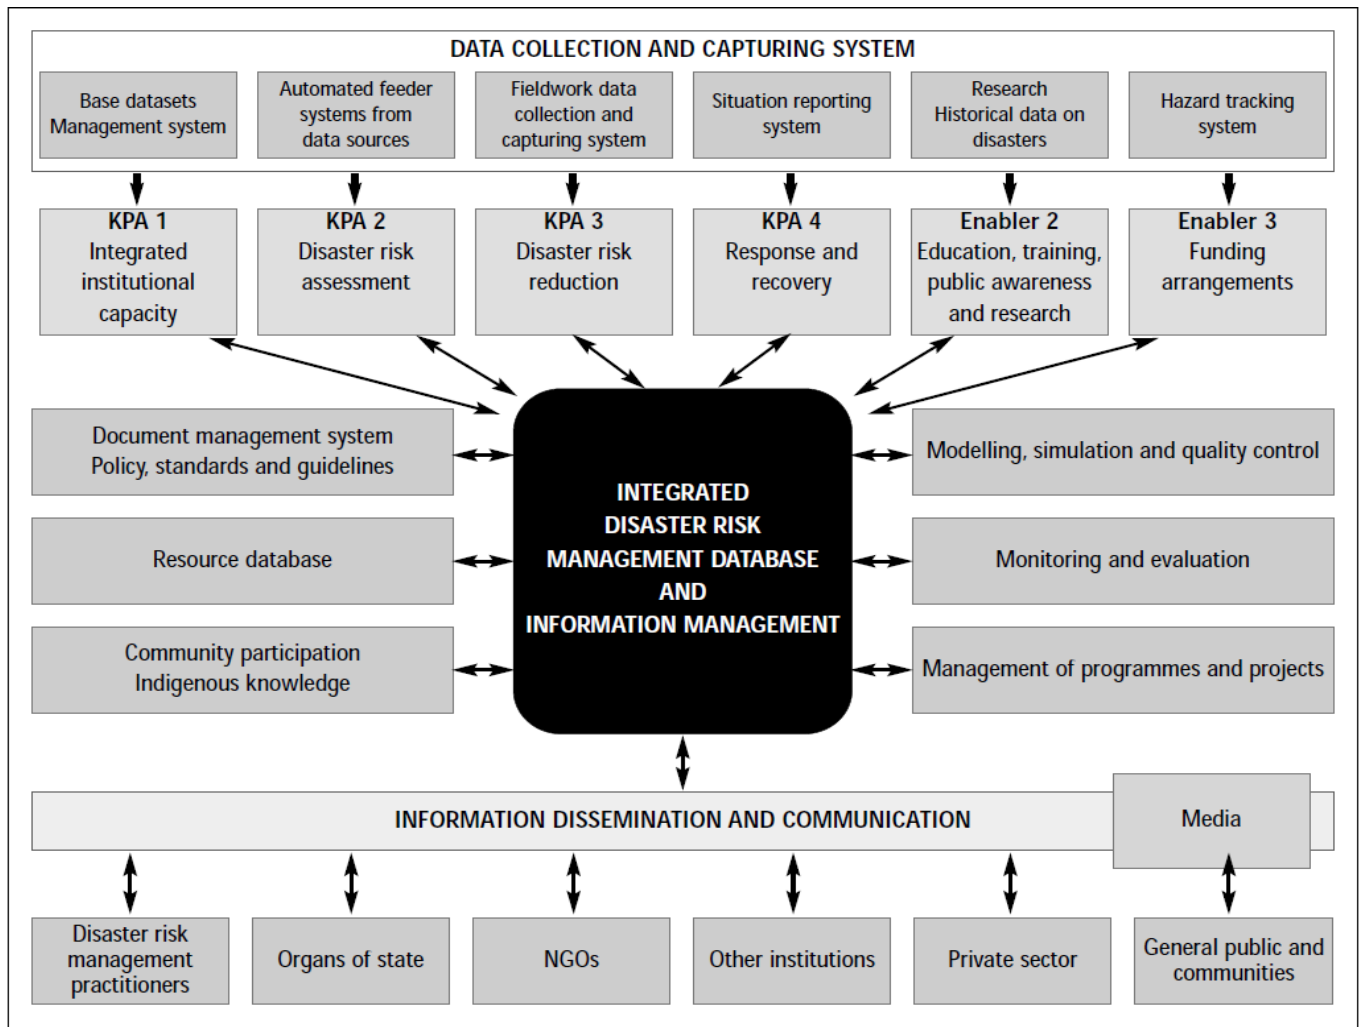 DATA COLLECTION AND CAPTURING SYSTEM
Base datasets
Management system
Automated feeder
systems from
data sources
Fieldwork data
collection and
capturing system
Situation reporting
system
Research
Historical data on
disasters
Hazard tracking
system
KPA 1
Integrated
institutional
capacity
KPA 2
Disaster risk
assessment
KPA 3
Disaster risk
reduction
KPA 4
Response and
recovery
Enabler 2
Education, training,
public awareness
and research
Enabler 3
Funding
arrangements
Document management system
Policy, standards and guidelines
Resource database
Community participation
Indigenous knowledge
INTEGRATED
DISASTER RISK
MANAGEMENT DATABASE
AND
INFORMATION MANAGEMENT
Modelling, simulation and quality control
Monitoring and evaluation
Management of programmes and projects
INFORMATION DISSEMINATION AND COMMUNICATION
Media
Disaster risk
management
practitioners
Organs of state
NGOs
Other institutions
Private sector
General public and
communities